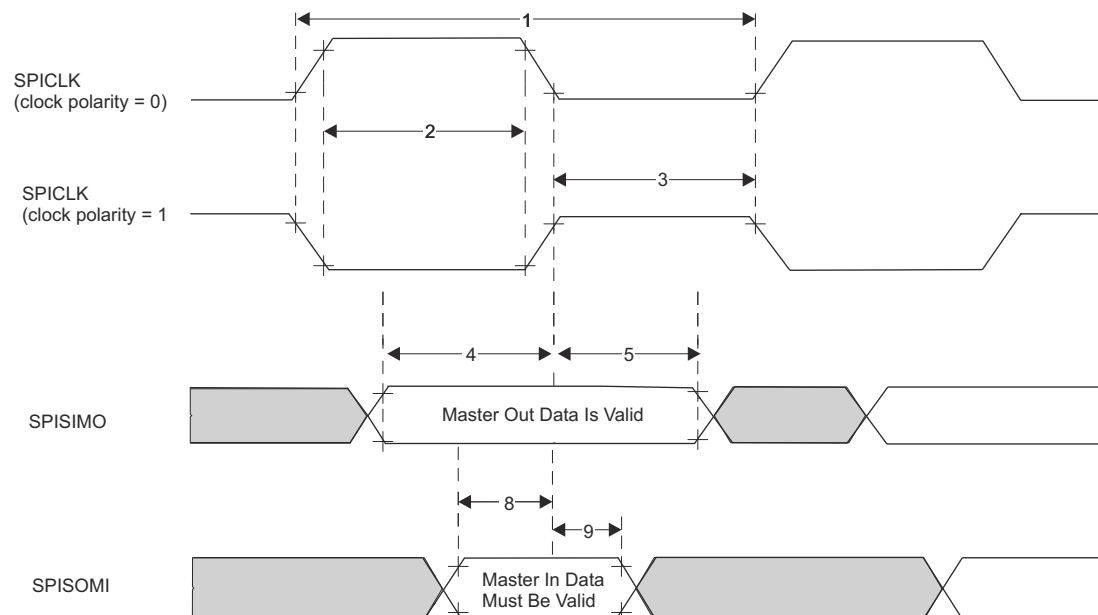 1
SPICLK
(clock polarity = 0)
2
SPICLK
(clock polarity = 1
3
4
5
SPISIMO
Master Out Data Is Valid
8
9
SPISOMI
Master In Data
Must Be Valid